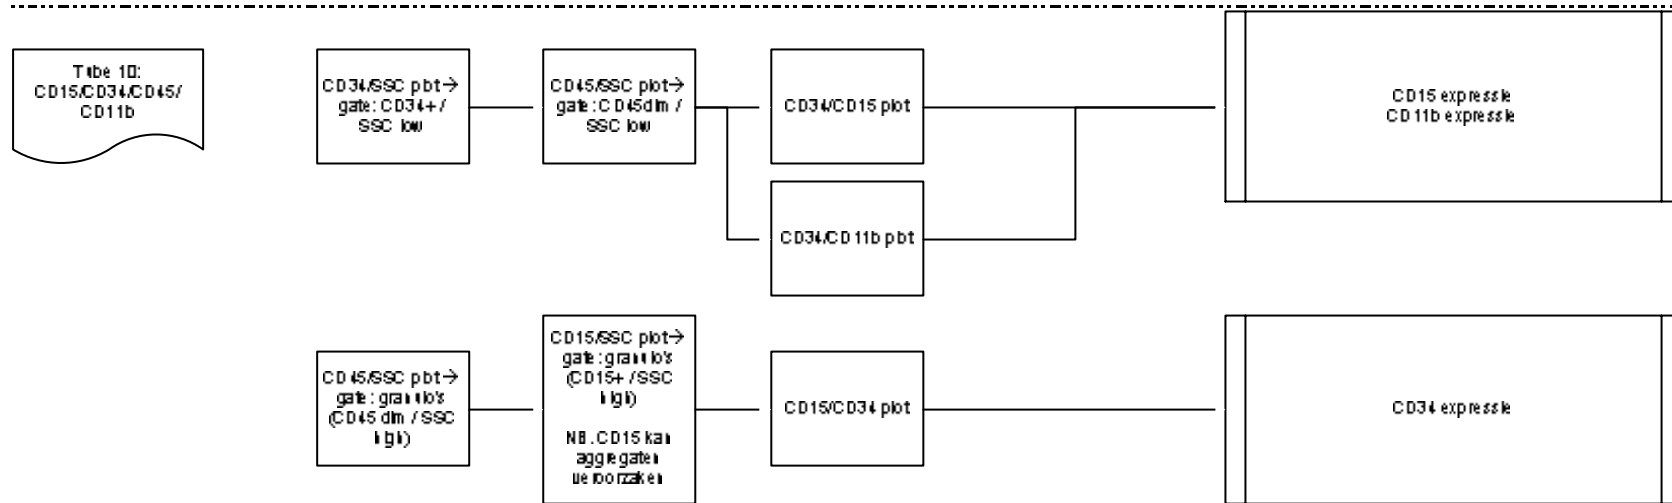 Tube 10:
CD15/CD34/CD45/
CD11b
CD34/SSC plot→
gate: CD34+ /
SSC low
CD45/SSC plot→
gate: CD45dim /
SSC low
CD34/CD15 plot
CD34/CD11b plot
CD15 expressie
CD11b expressie
CD45/SSC plot→
gate: granulo's
(CD45 dim / SSC
high)
CD15/SSC plot→
gate: granulo's
(CD15+ / SSC
high)
NB. CD15 kan
aggregaten
veroorzaken
CD15/CD34 plot
CD34 expressie